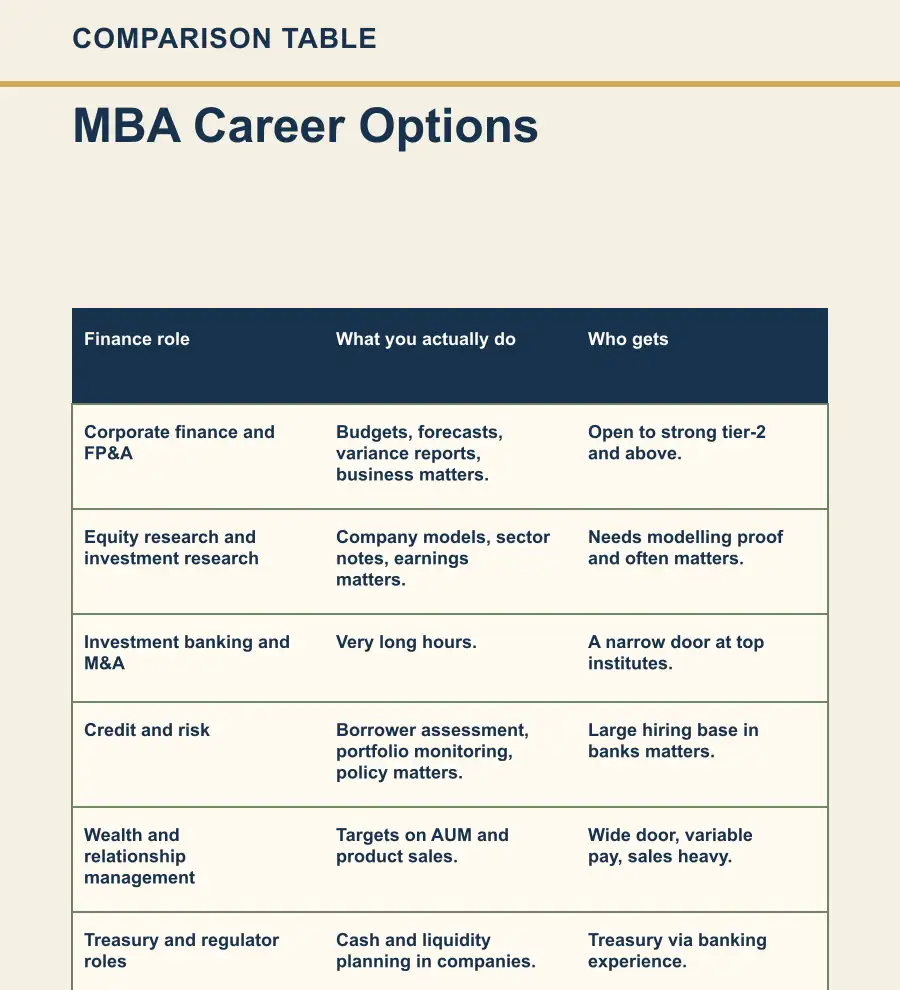 COMPARISON TABLE
MBA Career Options
Finance role
What you actually do
Who gets
Corporate finance and
FP&A
Budgets, forecasts,
variance reports,
business matters.
Open to strong tier-2
and above.
Equity research and
investment research
Company models, sector
notes, earnings
matters.
Needs modelling proof
and often matters.
Investment banking and
M&A
Very long hours.
A narrow door at top
institutes.
Credit and risk
Borrower assessment,
portfolio monitoring,
policy matters.
Large hiring base in
banks matters.
Wealth and
relationship
management
Targets on AUM and
product sales.
Wide door, variable
pay, sales heavy.
Treasury and regulator
roles
Cash and liquidity
planning in companies.
Treasury via banking
experience.